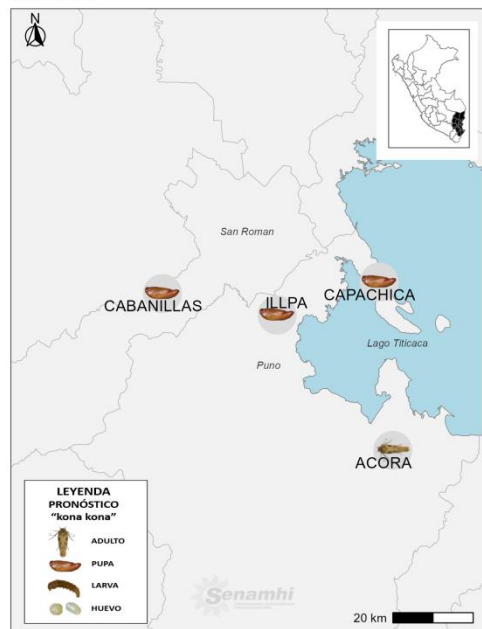 N
San Roman
CABANILLAS
ILLPA
CAPACHICA
Lago Titicaca
Puno
ACORA
LEYENDA
PRONÓSTICO
"kona kona"
ADULTO
PUPA
LARVA
HUEVO
Senamhi
20 km